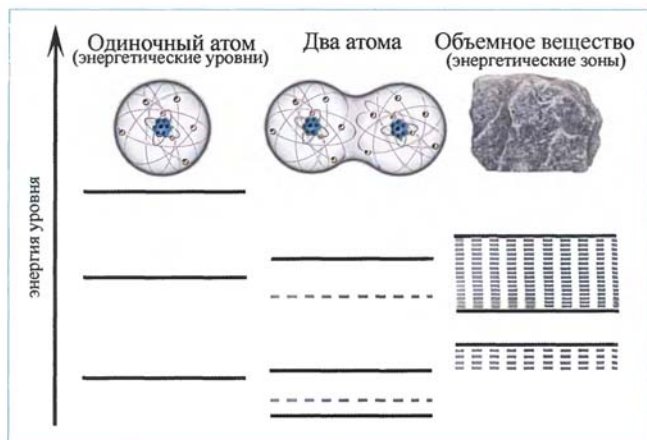 Одиночный атом
(энергетические уровни)
Два атома
Объемное вещество
(энергетические зоны)
энергия уровня